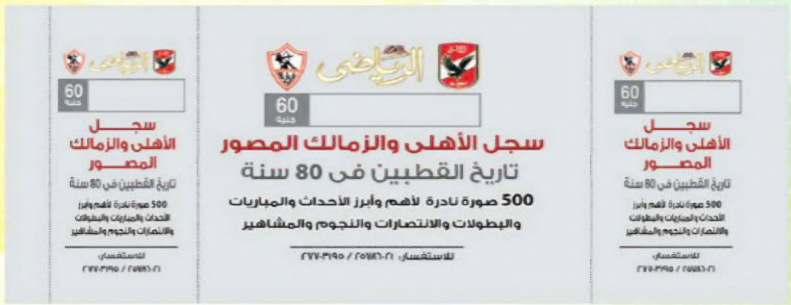 الرياضى
60
جنيه
سجل الأهلى والزمالك المصور
تاريخ القطبين فى 80 سنة
500 صورة نادرة لأهم وأبرز الأحداث والمباريات
والبطولات والانتصارات والنجوم والمشاهير
للاستفسار:
الرياضى
60
جنيه
سجل
الأهلى والزمالك
المصور
تاريخ القطبين فى 80 سنة
500 صورة نادرة لأهم وأبرز
الأحداث والمباريات والبطولات
والانتصارات والنجوم والمشاهير
للاستفسار:
الرياضى
60
جنيه
سجل
الأهلى والزمالك
المصور
تاريخ القطبين فى 80 سنة
500 صورة نادرة لأهم وأبرز
الأحداث والمباريات والبطولات
والانتصارات والنجوم والمشاهير
للاستفسار: